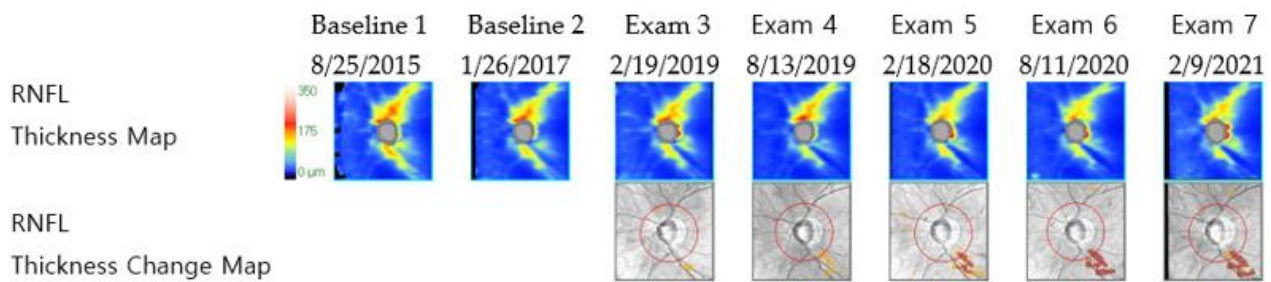 Baseline 1 Baseline 2 Exam 3 Exam 4 Exam 5 Exam 6 Exam 7
8/25/2015 1/26/2017 2/19/2019 8/13/2019 2/18/2020 8/11/2020 2/9/2021
RNFL
Thickness Map
350
175
0 µm
RNFL
Thickness Change Map